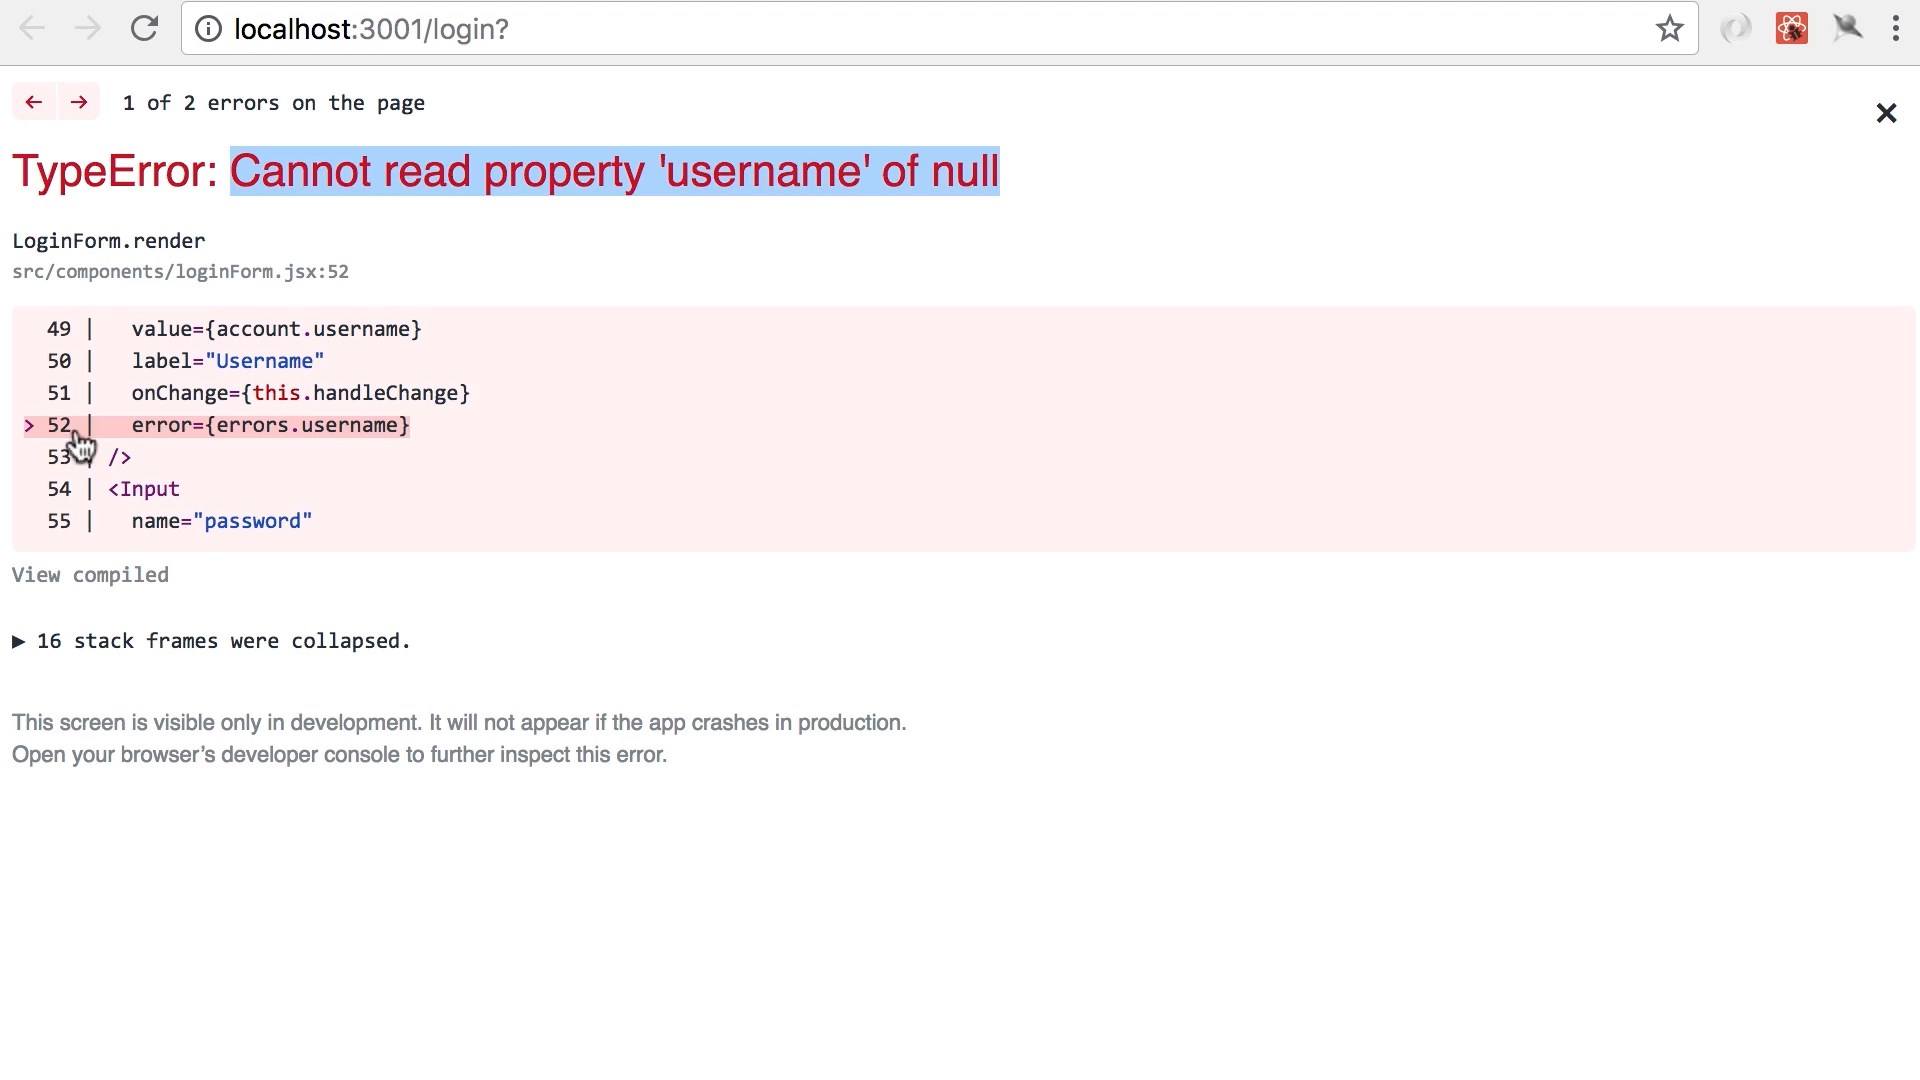 localhost:3001/login?
← → 1 of 2 errors on the page
×
TypeError: Cannot read property 'username' of null
LoginForm.render
src/components/loginForm.jsx:52
49 |   value={account.username}
50 |   label="Username"
51 |   onChange={this.handleChange}
> 52 |   error={errors.username}
53 | />
54 | <Input
55 |   name="password"
View compiled
▶ 16 stack frames were collapsed.
This screen is visible only in development. It will not appear if the app crashes in production.
Open your browser’s developer console to further inspect this error.